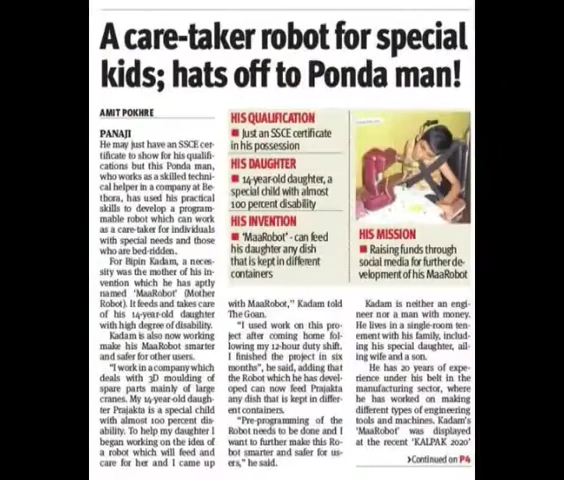 A care-taker robot for special
kids; hats off to Ponda man!
AMIT POKHRE
PANAJI
He may just have an SSCE cer-
tificate to show for his qualifi-
cations but this Ponda man,
who works as a skilled techni-
cal helper in a company at Be-
thora, has used his practical
skills to develop a program-
mable robot which can work
as a care-taker for individuals
with special needs and those
who are bed-ridden.
For Bipin Kadam, a neces-
sity was the mother of his in-
vention which he has aptly
named 'MaaRobot' (Mother
Robot). It feeds and takes care
of his 14-year-old daughter
with high degree of disability.
Kadam is also now working
make his MaaRobot smarter
and safer for other users.
"I work in a company which
deals with 3D moulding of
spare parts mainly of large
cranes. My 14-year-old daugh-
ter Prajakta is a special child
with almost 100 percent dis-
ability. To help my daughter I
began working on the idea of
a robot which will feed and
care for her and I came up
HIS QUALIFICATION
■ Just an SSCE certificate
in his possession
HIS DAUGHTER
■ 14-year-old daughter, a
special child with almost
100 percent disability
HIS INVENTION
■ 'MaaRobot' - can feed
his daughter any dish
that is kept in different
containers
HIS MISSION
■ Raising funds through
social media for further de-
velopment of his MaaRobot
with MaaRobot," Kadam told
The Goan.
"I used work on this pro-
ject after coming home fol-
lowing my 12-hour duty shift.
I finished the project in six
months", he said, adding that
the Robot which he has devel-
oped can now feed Prajakta
any dish that is kept in differ-
ent containers.
"Pre-programming of the
Robot needs to be done and I
want to further make this Ro-
bot smarter and safer for us-
ers," he said.
Kadam is neither an engi-
neer nor a man with money.
He lives in a single-room ten-
ement with his family, includ-
ing his special daughter, ail-
ing wife and a son.
He has 20 years of expe-
rience under his belt in the
manufacturing sector, where
he has worked on making
different types of engineering
tools and machines. Kadam's
'MaaRobot' was displayed
at the recent 'KALPAK 2020'
>Continued on P4